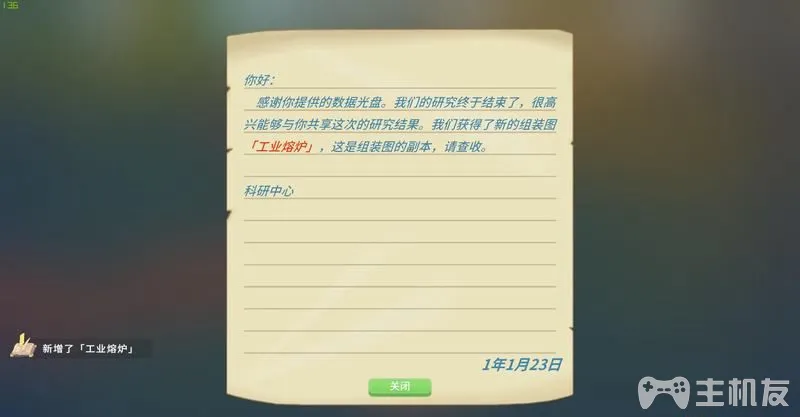 136
你好：
感谢你提供的数据光盘。我们的研究终于结束了，很高
兴能够与你共享这次的研究结果。我们获得了新的组装图
「工业熔炉」，这是组装图的副本，请查收。
科研中心
新增了「工业熔炉」
1年1月23日
关闭
主机友